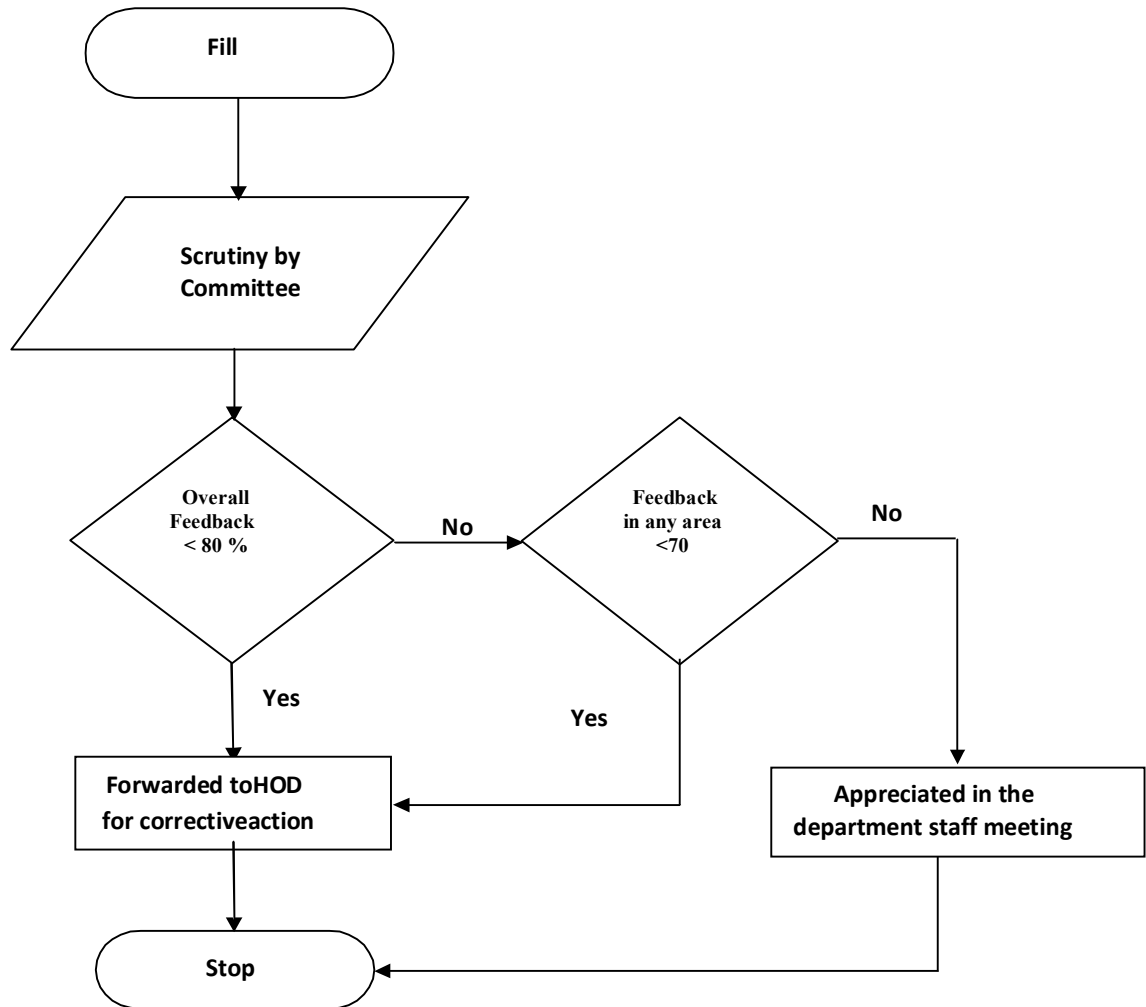 Fill
Scrutiny by
Committee
Overall
Feedback
< 80 %
No
Feedback
in any area
<70
No
Yes
Yes
Forwarded toHOD
for correctiveaction
Appreciated in the
department staff meeting
Stop